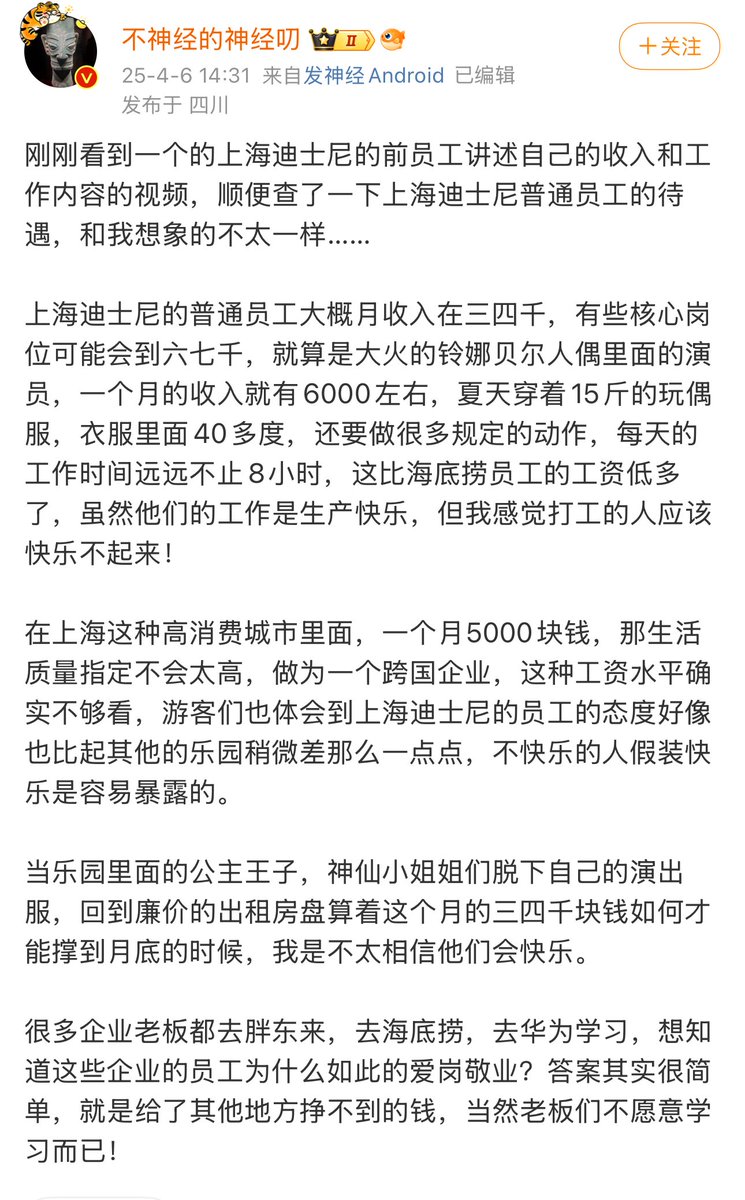 不神经的神经叨 II
25-4-6 14:31 来自发神经Android 已编辑
发布于 四川
+关注
刚刚看到一个的上海迪士尼的前员工讲述自己的收入和工
作内容的视频，顺便查了一下上海迪士尼普通员工的待
遇，和我想象的不太一样……
上海迪士尼的普通员工大概月收入在三四千，有些核心岗
位可能会到六七千，就算是大火的铃娜贝尔人偶里面的演
员，一个月的收入就有6000左右，夏天穿着15斤的玩偶
服，衣服里面40多度，还要做很多规定的动作，每天的
工作时间远远不止8小时，这比海底捞员工的工资低多
了，虽然他们的工作是生产快乐，但我感觉打工的人应该
快乐不起来！
在上海这种高消费城市里面，一个月5000块钱，那生活
质量指定不会太高，做为一个跨国企业，这种工资水平确
实不够看，游客们也体会到上海迪士尼的员工的态度好像
也比起其他的乐园稍微差那么一点点，不快乐的人假装快
乐是容易暴露的。
当乐园里面的公主王子，神仙小姐姐们脱下自己的演出
服，回到廉价的出租房盘算着这个月的三四千块钱如何才
能撑到月底的时候，我是不太相信他们会快乐。
很多企业老板都去胖东来，去海底捞，去华为学习，想知
道这些企业的员工为什么如此的爱岗敬业？答案其实很简
单，就是给了其他地方挣不到的钱，当然老板们不愿意学
习而已！